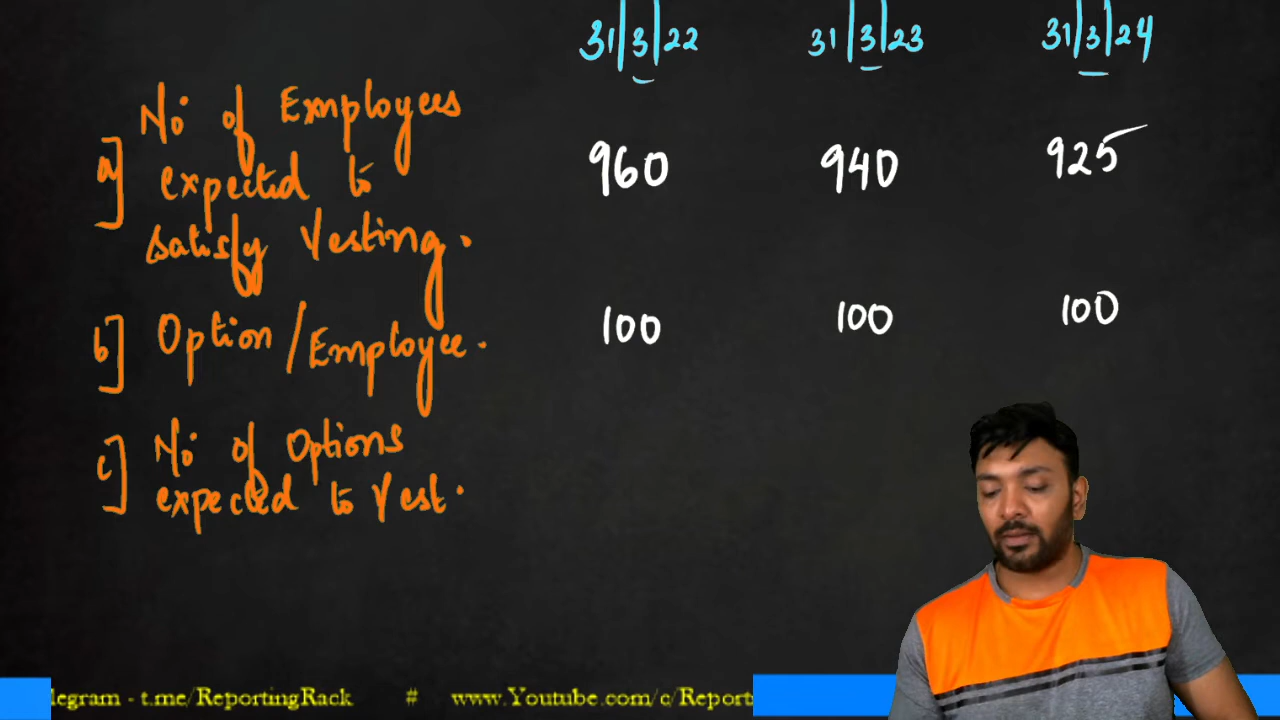 31|3|22 31|3|23 31|3|24
No of Employees
a] expected to 960 940 925
satisfy Vesting.
b] Option/Employee. 100 100 100
c] No of Options
expected to Vest.
legram - t.me/ReportingRack # www.Youtube.com/c/Report